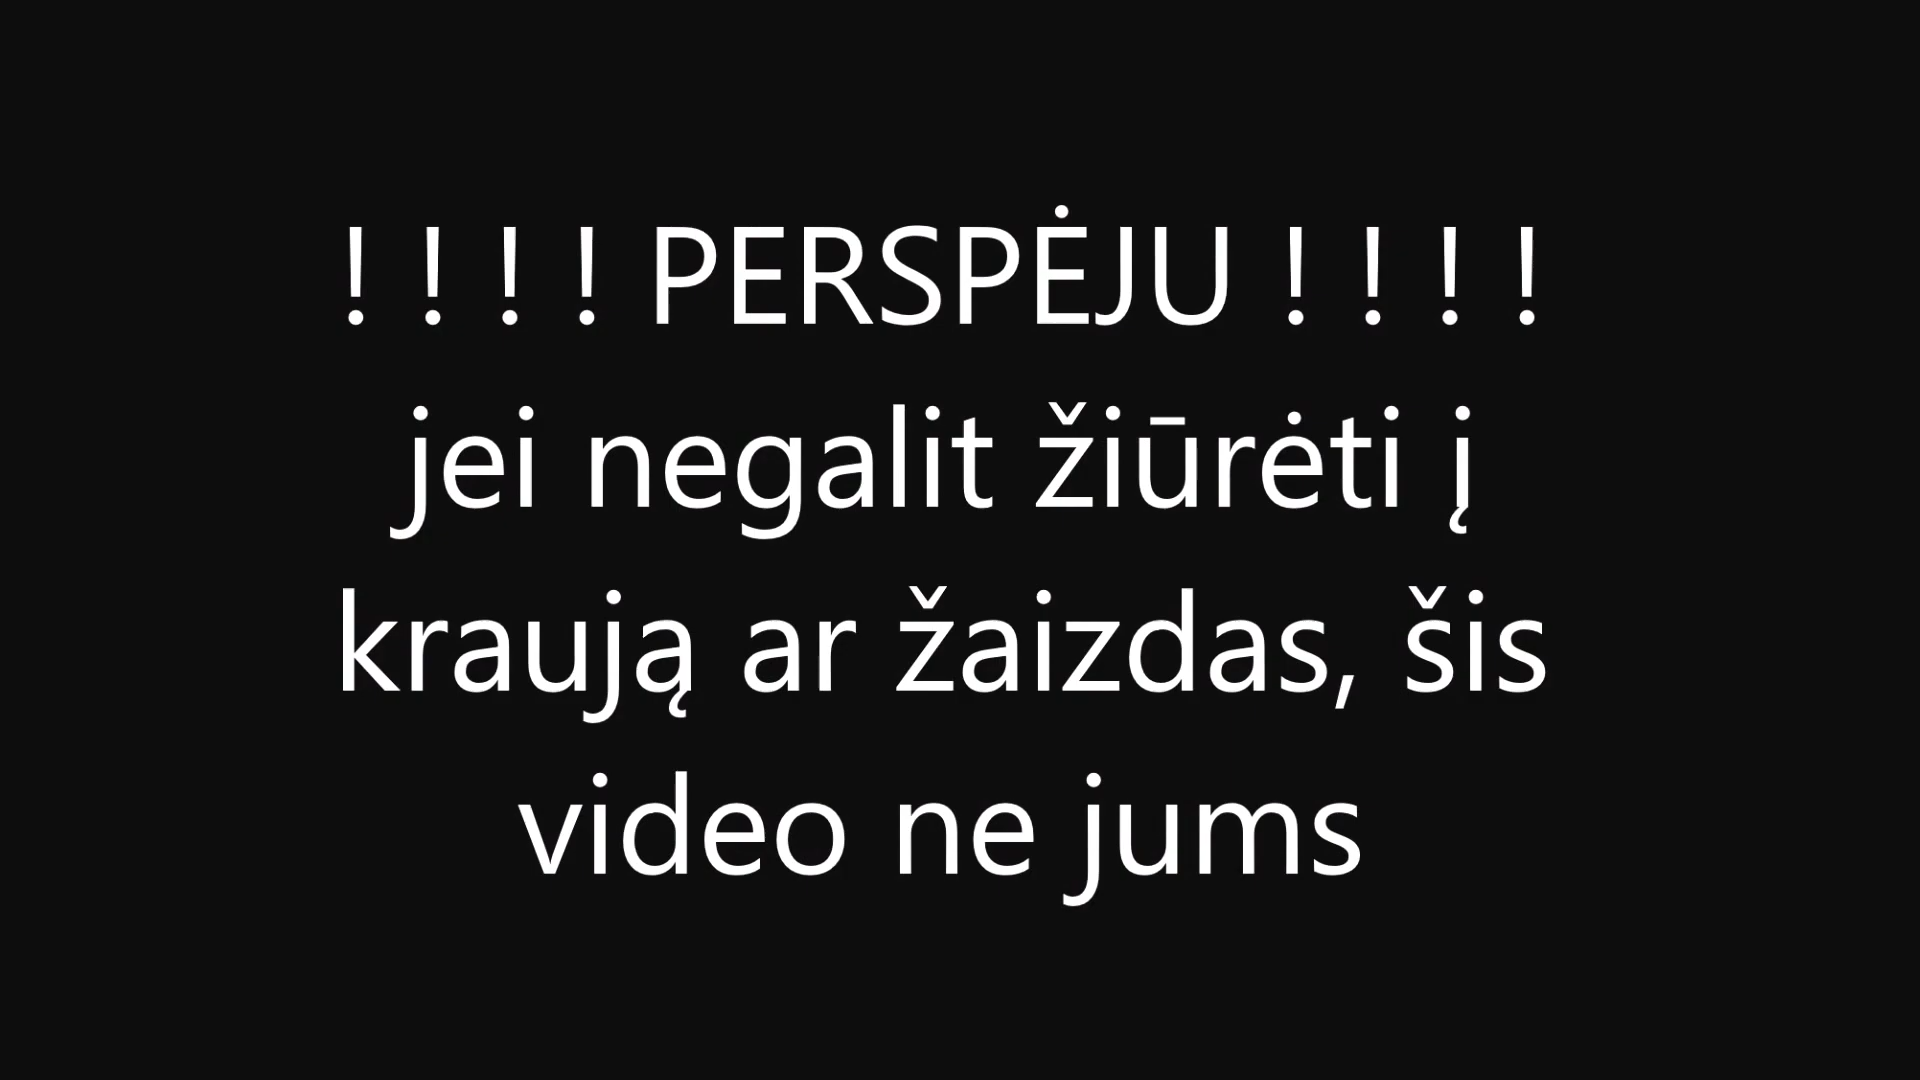 ! ! ! ! PERSPĖJU ! ! ! !
jei negalit žiūrėti į
kraują ar žaizdas, šis
video ne jums